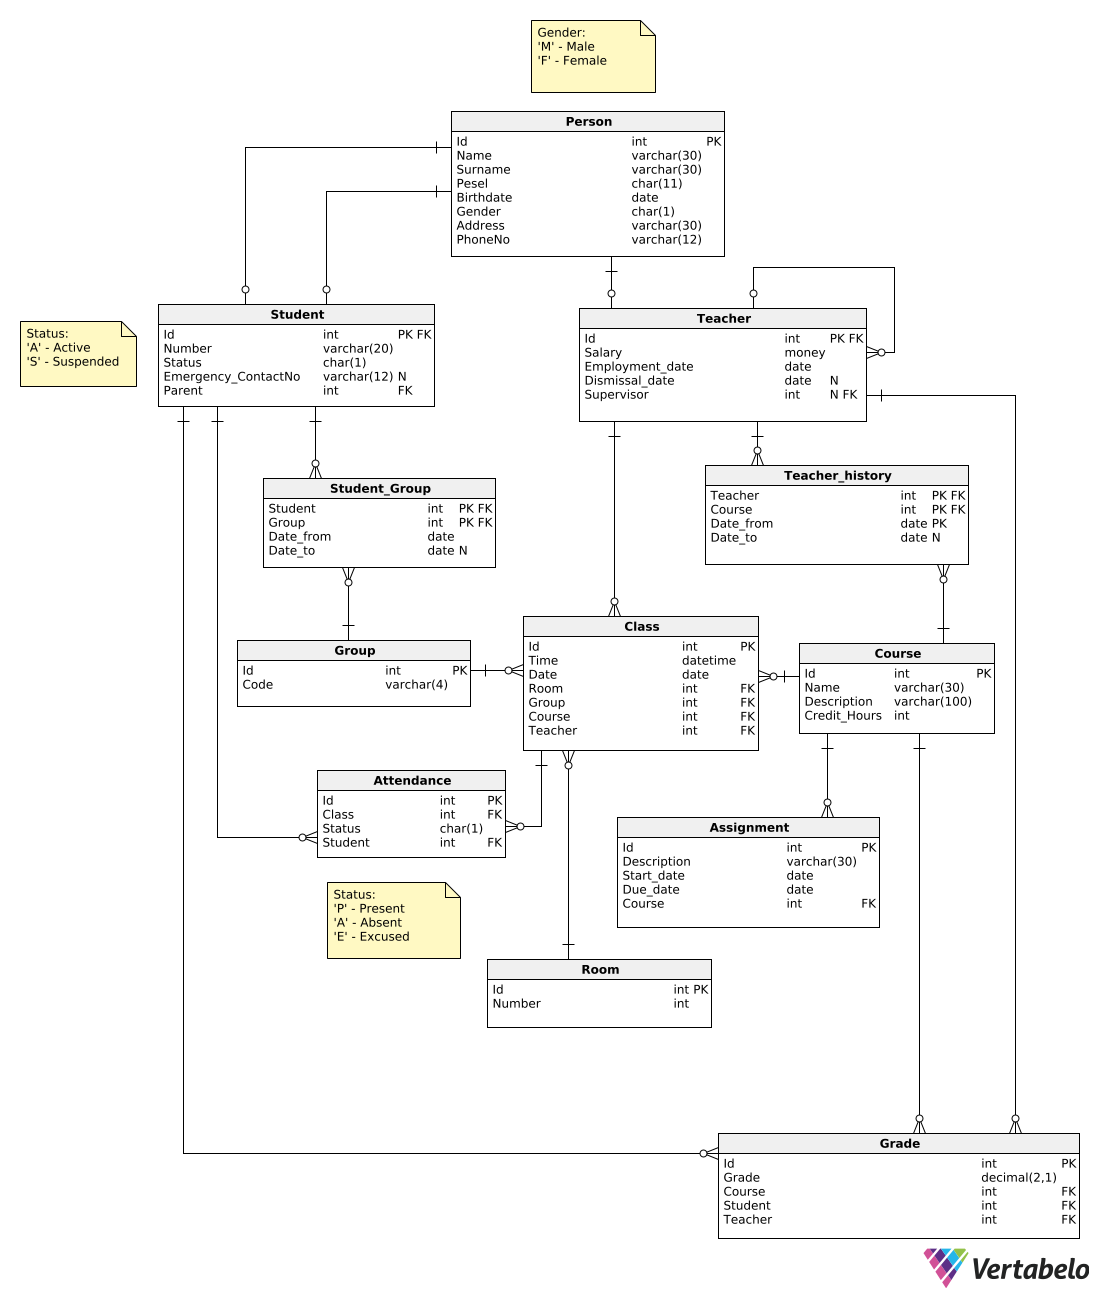 Gender:
'M' - Male
'F' - Female
Person
Id int PK
Name varchar(30)
Surname varchar(30)
Pesel char(11)
Birthdate date
Gender char(1)
Address varchar(30)
PhoneNo varchar(12)
Status:
'A' - Active
'S' - Suspended
Student
Id int PK FK
Number varchar(20)
Status char(1)
Emergency_ContactNo varchar(12) N
Parent int FK
Teacher
Id int PK FK
Salary money
Employment_date date
Dismissal_date date N
Supervisor int N FK
Student_Group
Student int PK FK
Group int PK FK
Date_from date
Date_to date N
Teacher_history
Teacher int PK FK
Course int PK FK
Date_from date PK
Date_to date N
Group
Id int PK
Code varchar(4)
Class
Id int PK
Time datetime
Date date
Room int FK
Group int FK
Course int FK
Teacher int FK
Course
Id int PK
Name varchar(30)
Description varchar(100)
Credit_Hours int
Attendance
Id int PK
Class int FK
Status char(1)
Student int FK
Status:
'P' - Present
'A' - Absent
'E' - Excused
Assignment
Id int PK
Description varchar(30)
Start_date date
Due_date date
Course int FK
Room
Id int PK
Number int
Grade
Id int PK
Grade decimal(2,1)
Course int FK
Student int FK
Teacher int FK
Vertabelo